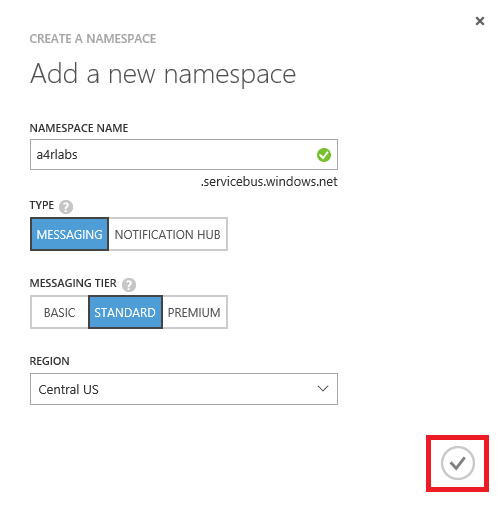 CREATE A NAMESPACE
Add a new namespace
NAMESPACE NAME
a4rlabs
.servicebus.windows.net
TYPE ?
MESSAGING NOTIFICATION HUB
MESSAGING TIER ?
BASIC STANDARD PREMIUM
REGION
Central US